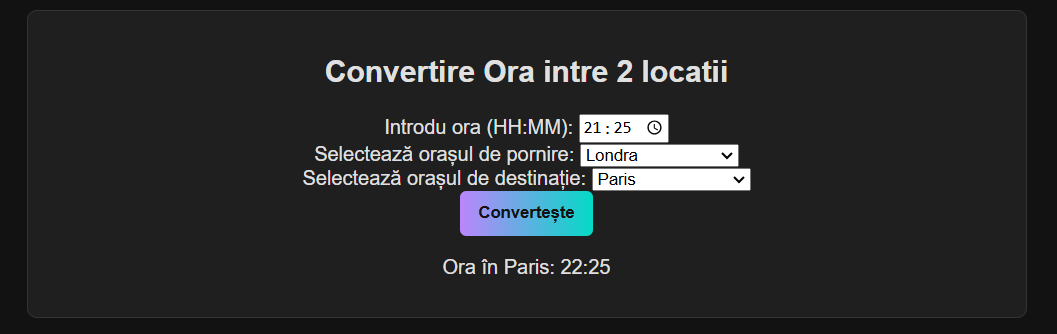 Convertire Ora intre 2 locatii
Introdu ora (HH:MM): 21:25
Selectează orașul de pornire: Londra
Selectează orașul de destinație: Paris
Convertește
Ora în Paris: 22:25